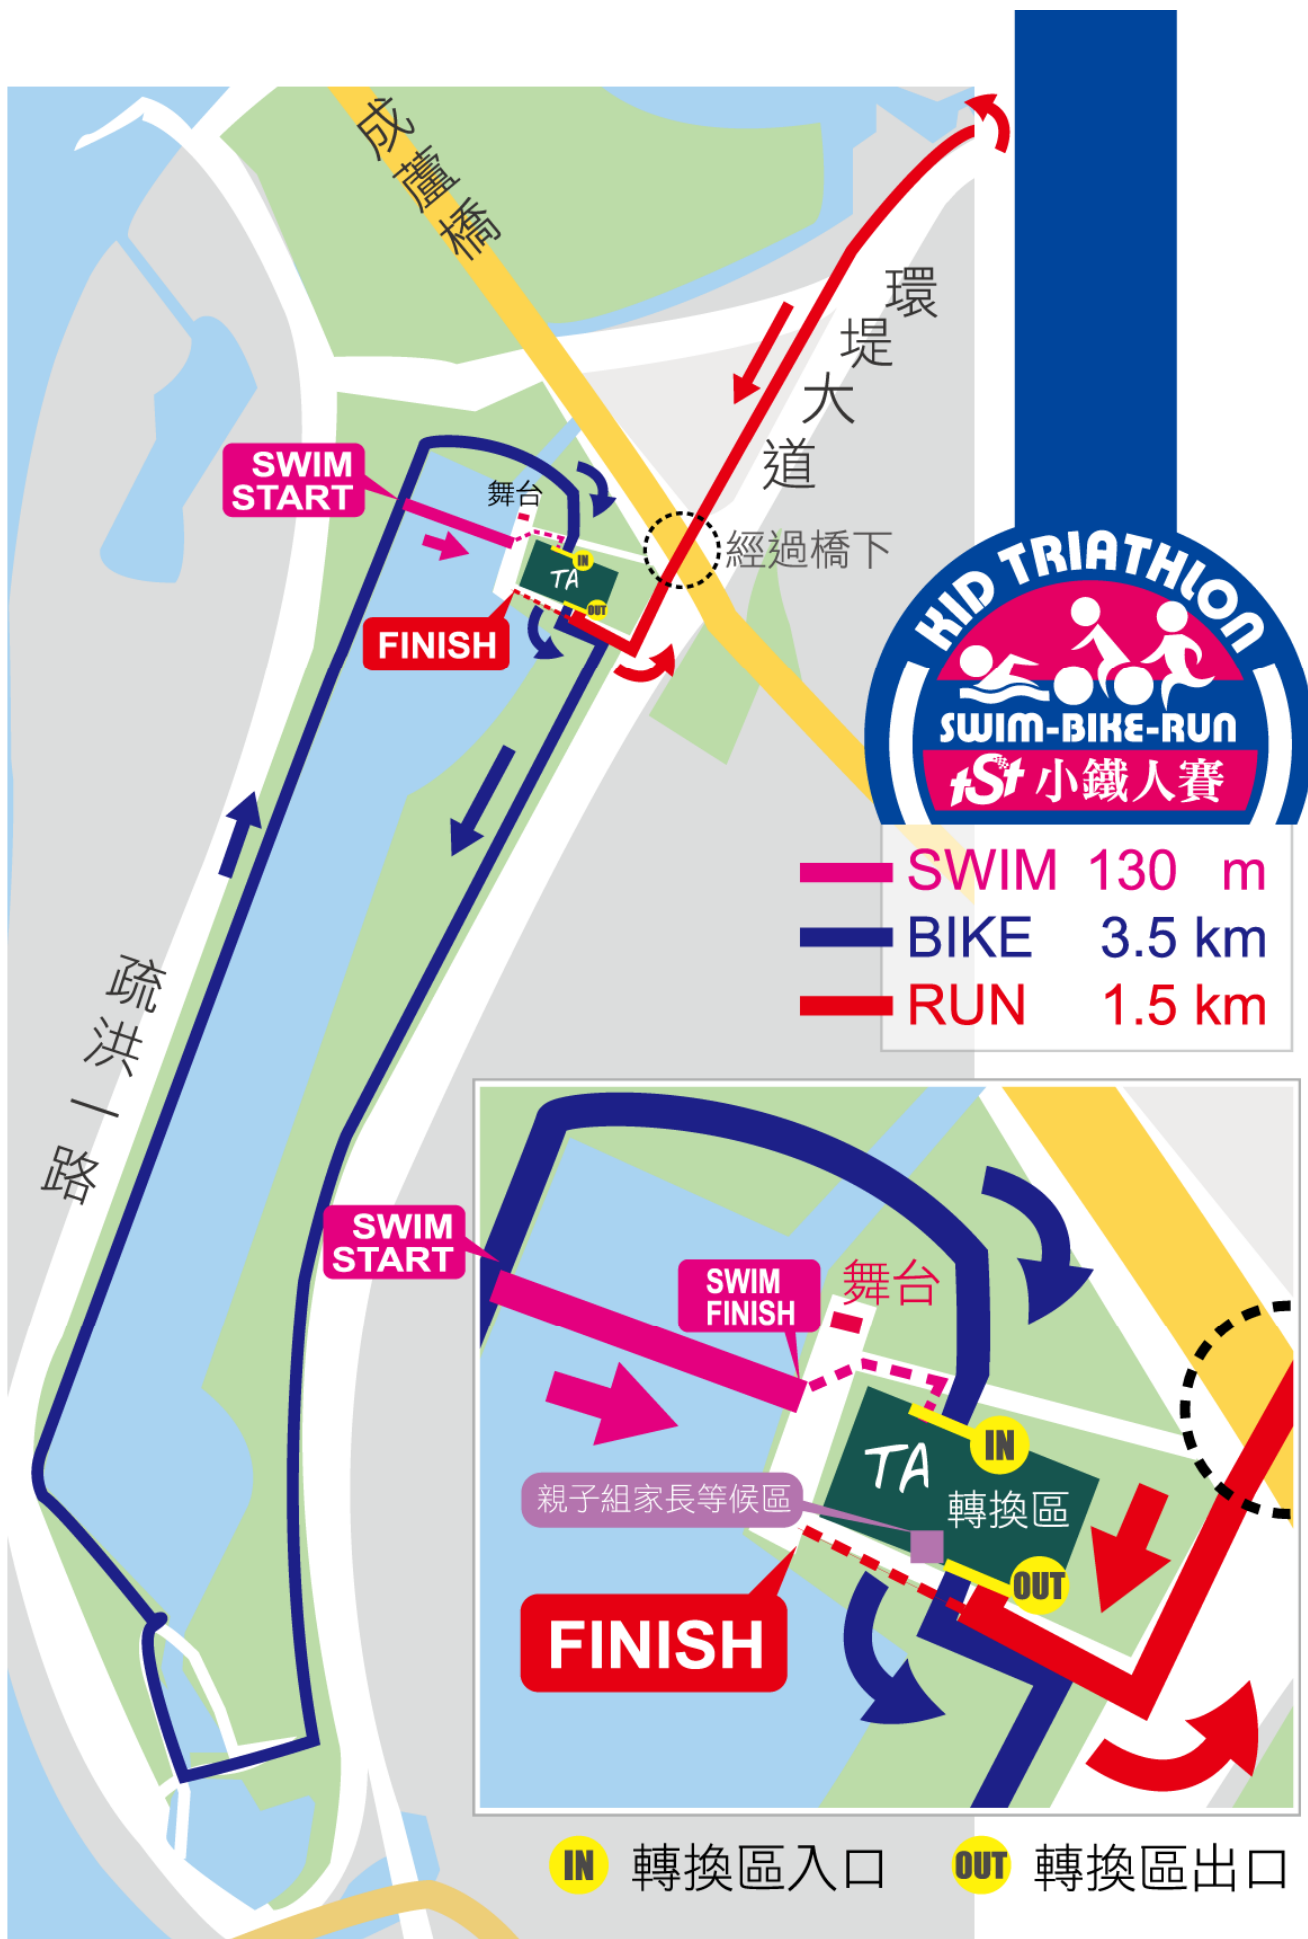 成蘆橋
環堤大道
SWIM
START
舞台
IN
TA
OUT
經過橋下
FINISH
KID TRIATHLON
SWIM-BIKE-RUN
tSt 小鐵人賽
SWIM 130 m
BIKE 3.5 km
RUN 1.5 km
疏洪一路
SWIM
START
SWIM
FINISH
舞台
IN
TA
轉換區
親子組家長等候區
OUT
FINISH
IN 轉換區入口
OUT 轉換區出口